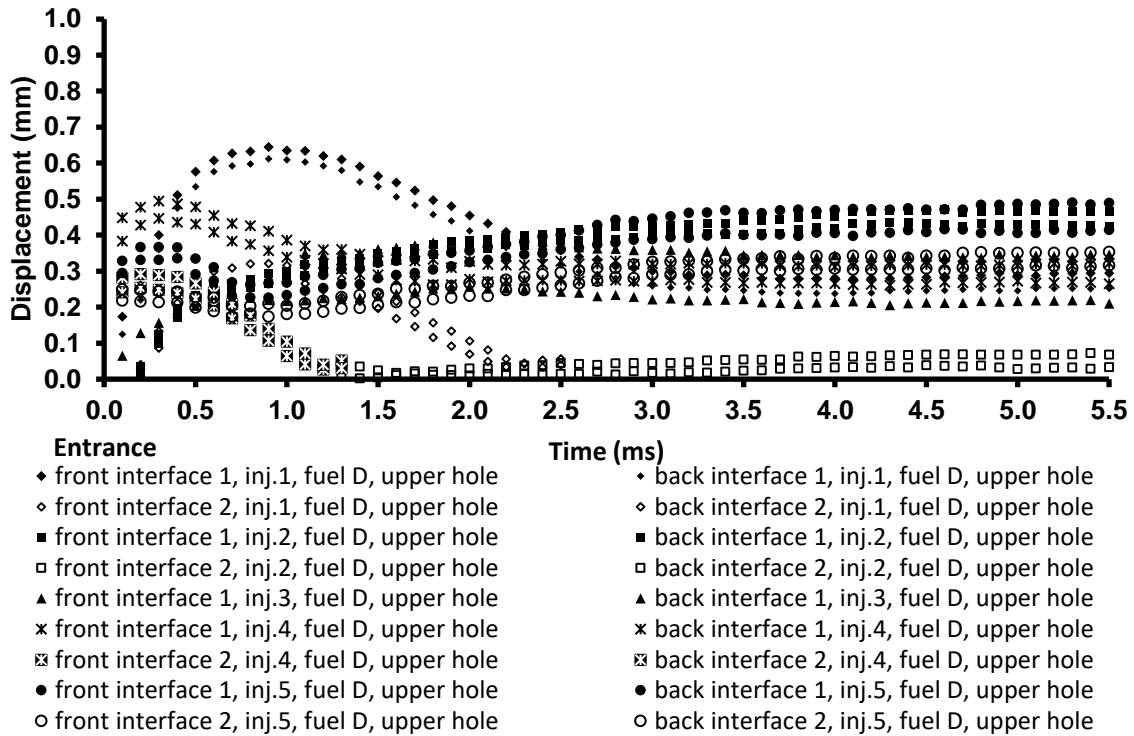 1.0
0.9
0.8
0.7
0.6
0.5
0.4
0.3
0.2
0.1
0.0
Displacement (mm)
0.0 0.5 1.0 1.5 2.0 2.5 3.0 3.5 4.0 4.5 5.0 5.5
Entrance Time (ms)
front interface 1, inj.1, fuel D, upper hole back interface 1, inj.1, fuel D, upper hole
front interface 2, inj.1, fuel D, upper hole back interface 2, inj.1, fuel D, upper hole
front interface 1, inj.2, fuel D, upper hole back interface 1, inj.2, fuel D, upper hole
front interface 2, inj.2, fuel D, upper hole back interface 2, inj.2, fuel D, upper hole
front interface 1, inj.3, fuel D, upper hole back interface 1, inj.3, fuel D, upper hole
front interface 1, inj.4, fuel D, upper hole back interface 1, inj.4, fuel D, upper hole
front interface 2, inj.4, fuel D, upper hole back interface 2, inj.4, fuel D, upper hole
front interface 1, inj.5, fuel D, upper hole back interface 1, inj.5, fuel D, upper hole
front interface 2, inj.5, fuel D, upper hole back interface 2, inj.5, fuel D, upper hole